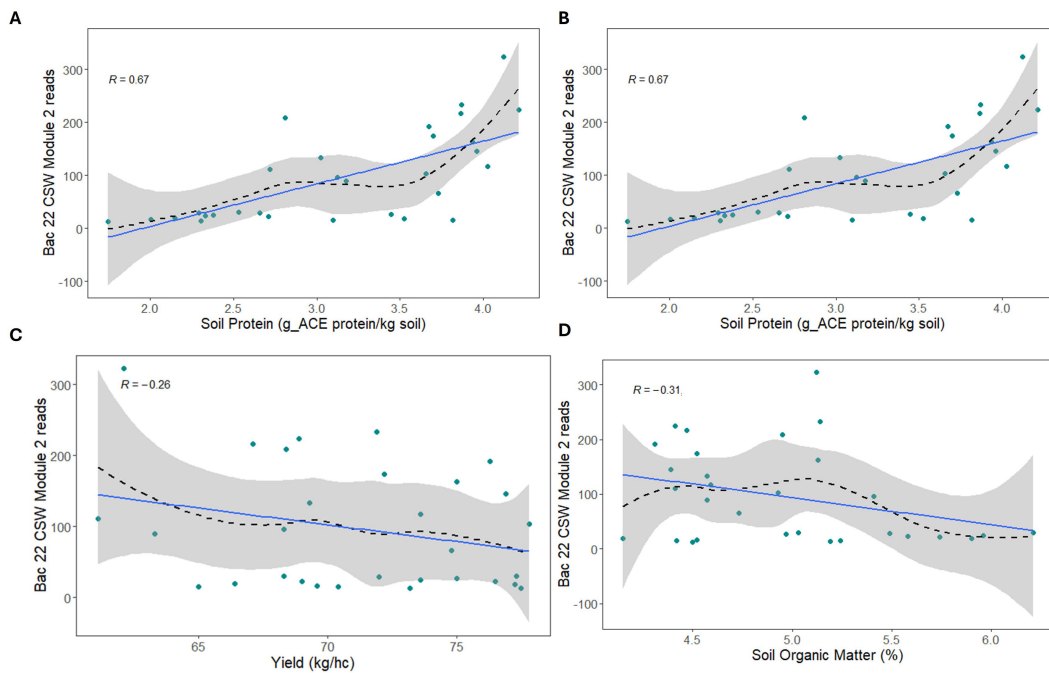 A
Bac 22 CSW Module 2 reads
300
200
100
0
-100
R = 0.67
2.0 2.5 3.0 3.5 4.0
Soil Protein (g_ACE protein/kg soil)
B
Bac 22 CSW Module 2 reads
300
200
100
0
-100
R = 0.67
2.0 2.5 3.0 3.5 4.0
Soil Protein (g_ACE protein/kg soil)
C
Bac 22 CSW Module 2 reads
300
200
100
0
R = −0.26
65 70 75
Yield (kg/hc)
D
Bac 22 CSW Module 2 reads
300
200
100
0
-100
R = −0.31
4.5 5.0 5.5 6.0
Soil Organic Matter (%)